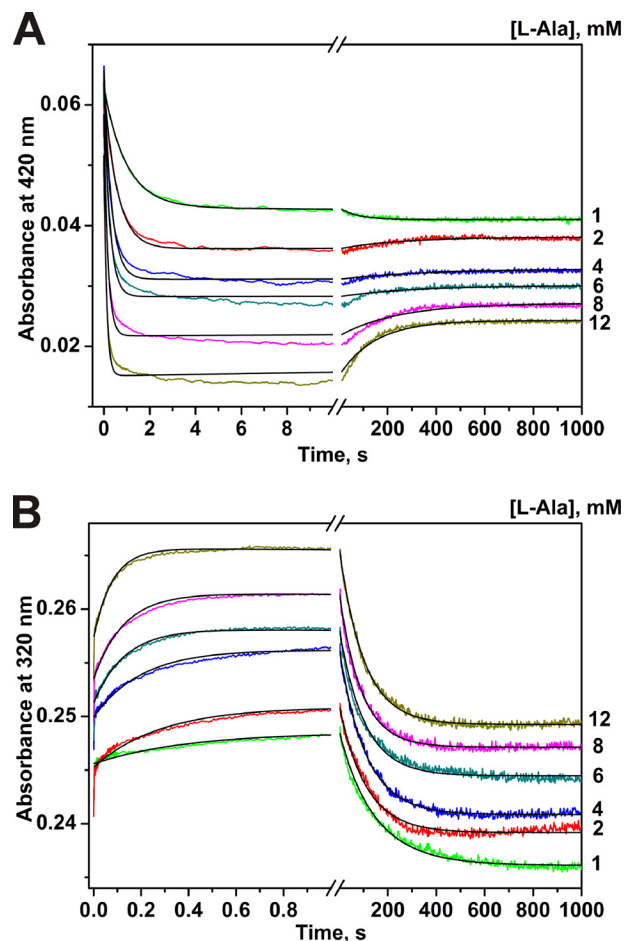 A
[L-Ala], mM
Absorbance at 420 nm
0.06
0.04
0.02
1
2
4
6
8
12
0 2 4 6 8 200 400 600 800 1000
Time, s
B
[L-Ala], mM
Absorbance at 320 nm
0.26
0.25
0.24
12
8
6
4
2
1
0.0 0.2 0.4 0.6 0.8 200 400 600 800 1000
Time, s